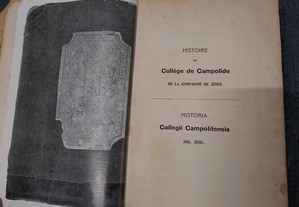 HISTOIRE
DU
Collège de Campolide
DE LA COMPAGNIE DE JÉSUS
HISTORIA
Collegii Campolitensis
SOC. JESU.